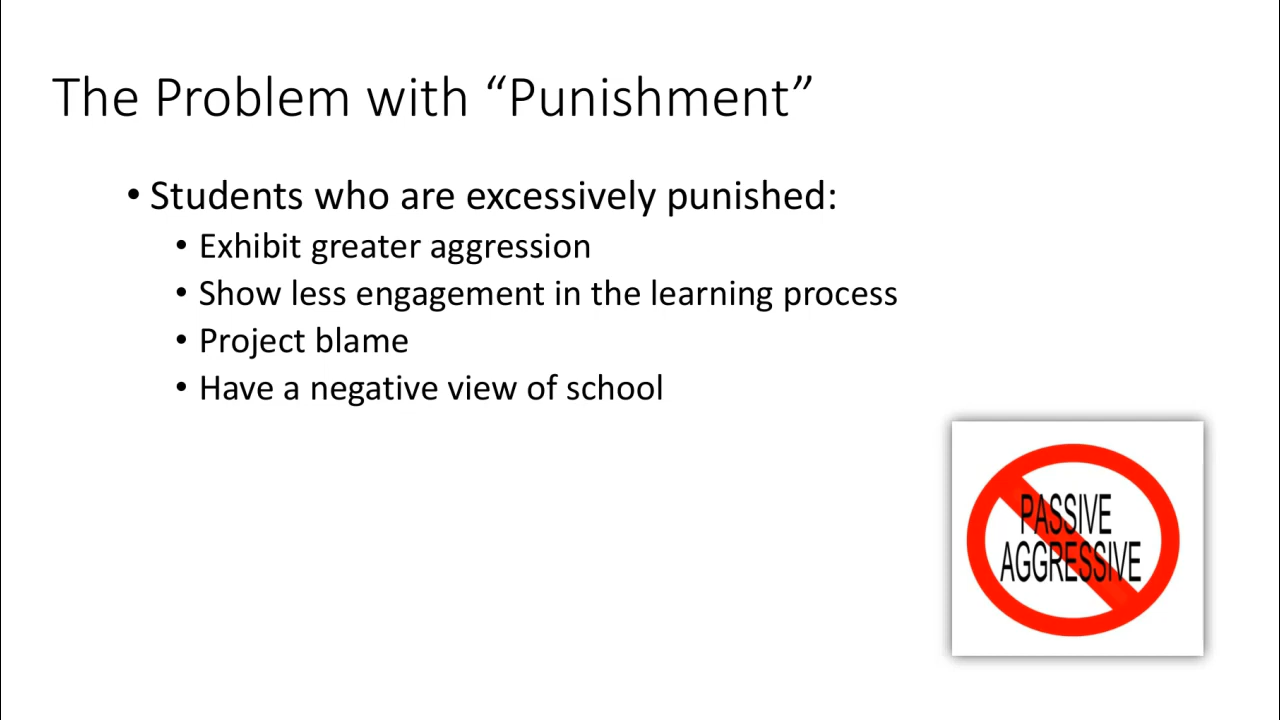 The Problem with “Punishment”
• Students who are excessively punished:
• Exhibit greater aggression
• Show less engagement in the learning process
• Project blame
• Have a negative view of school
PASSIVE
AGGRESSIVE